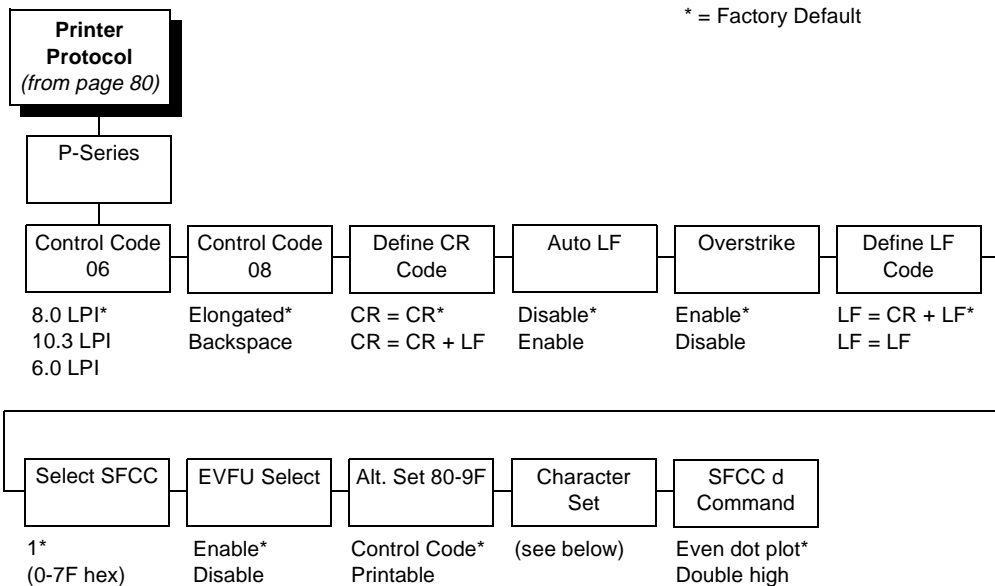 * = Factory Default
Printer
Protocol
(from page 80)
P-Series
Control Code
06
8.0 LPI*
10.3 LPI
6.0 LPI
Control Code
08
Elongated*
Backspace
Define CR
Code
CR = CR*
CR = CR + LF
Auto LF
Disable*
Enable
Overstrike
Enable*
Disable
Define LF
Code
LF = CR + LF*
LF = LF
Select SFCC
1*
(0-7F hex)
EVFU Select
Enable*
Disable
Alt. Set 80-9F
Control Code*
Printable
Character
Set
(see below)
SFCC d
Command
Even dot plot*
Double high